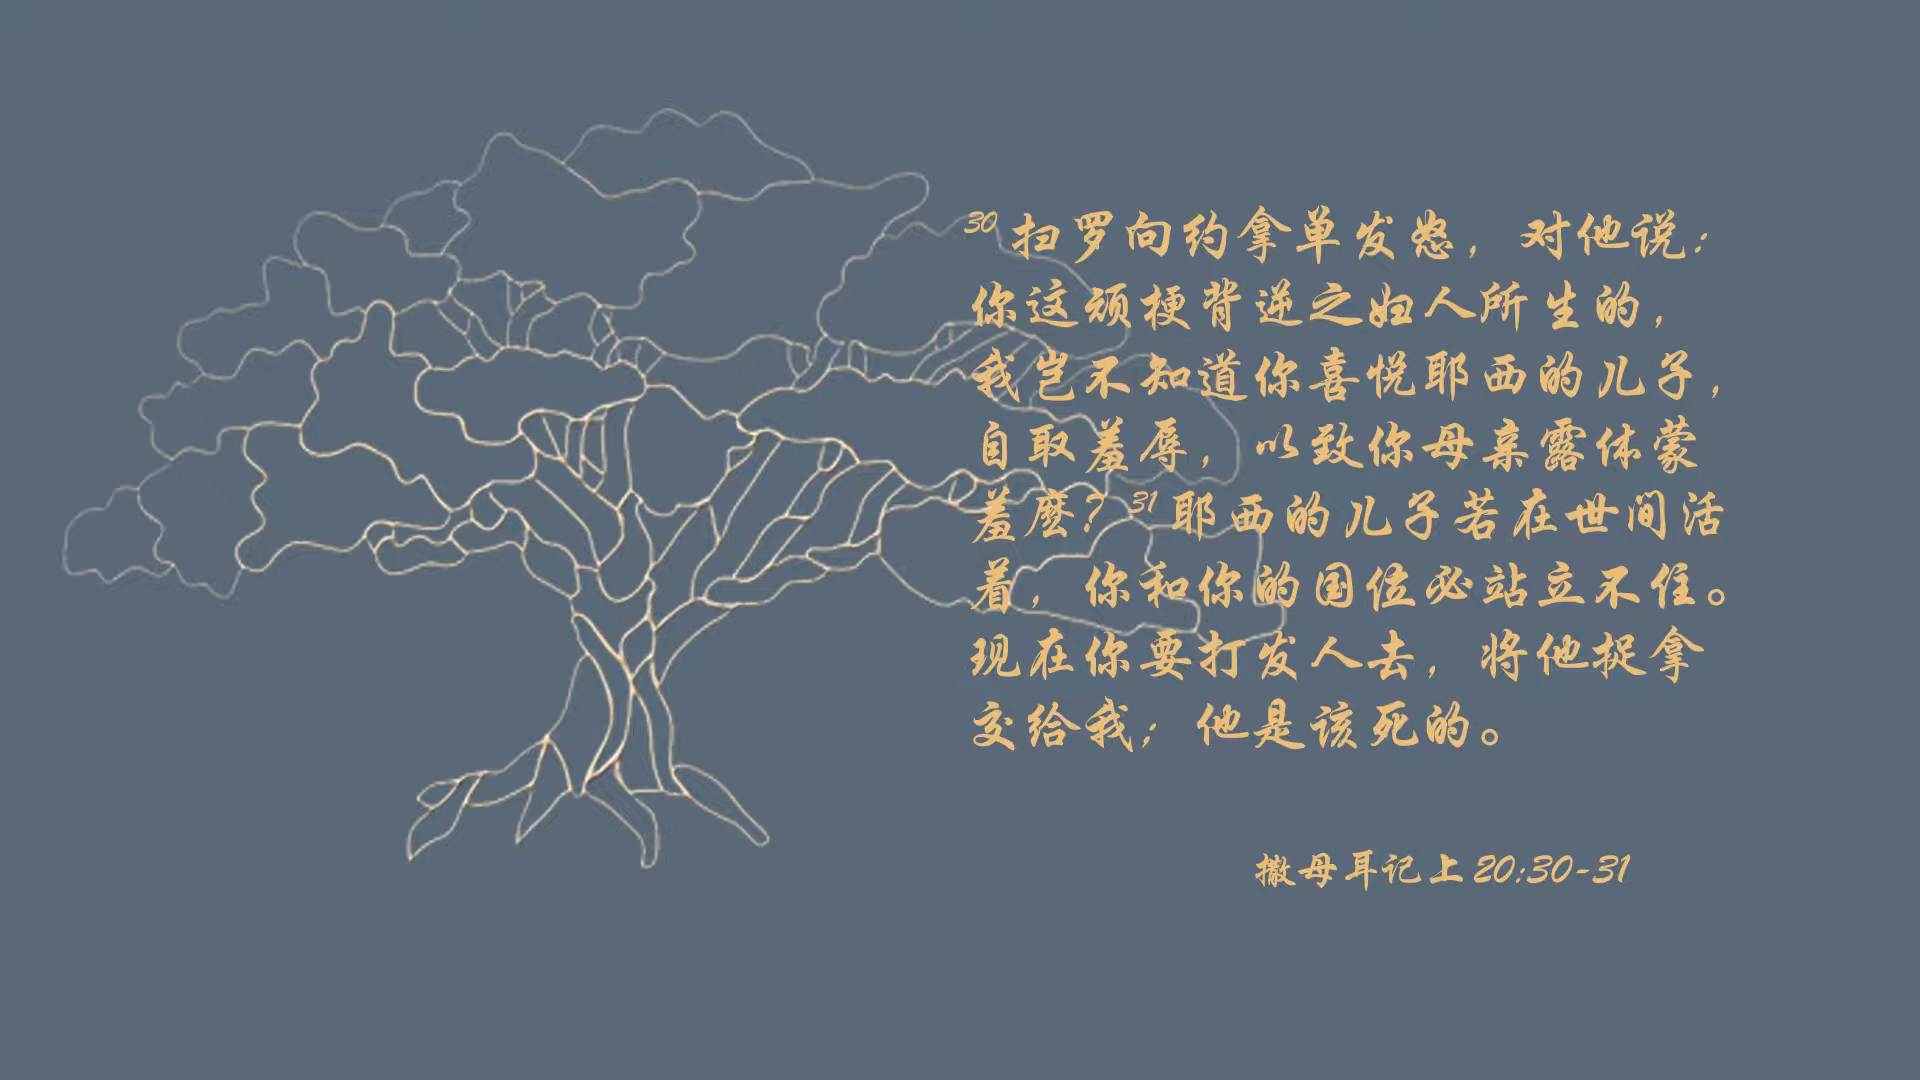 30 扫罗向约拿单发怒，对他说：
你这顽梗背逆之妇人所生的，
我岂不知道你喜悦耶西的儿子，
自取羞辱，以致你母亲露体蒙
羞麽？31 耶西的儿子若在世间活
着，你和你的国位必站立不住。
现在你要打发人去，将他捉拿
交给我；他是该死的。
撒母耳记上 20:30-31